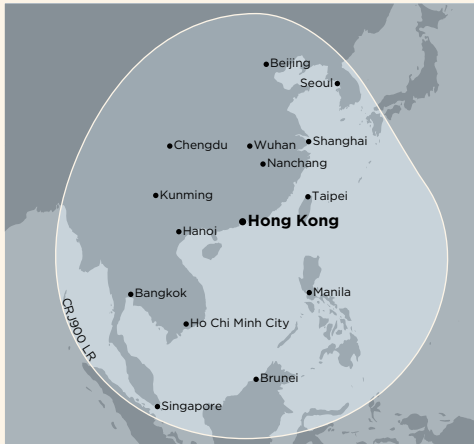 Beijing
Seoul
Chengdu
Wuhan
Shanghai
Nanchang
Kunming
Taipei
Hong Kong
Hanoi
Bangkok
Manila
CRJ900 LR
Ho Chi Minh City
Brunei
Singapore